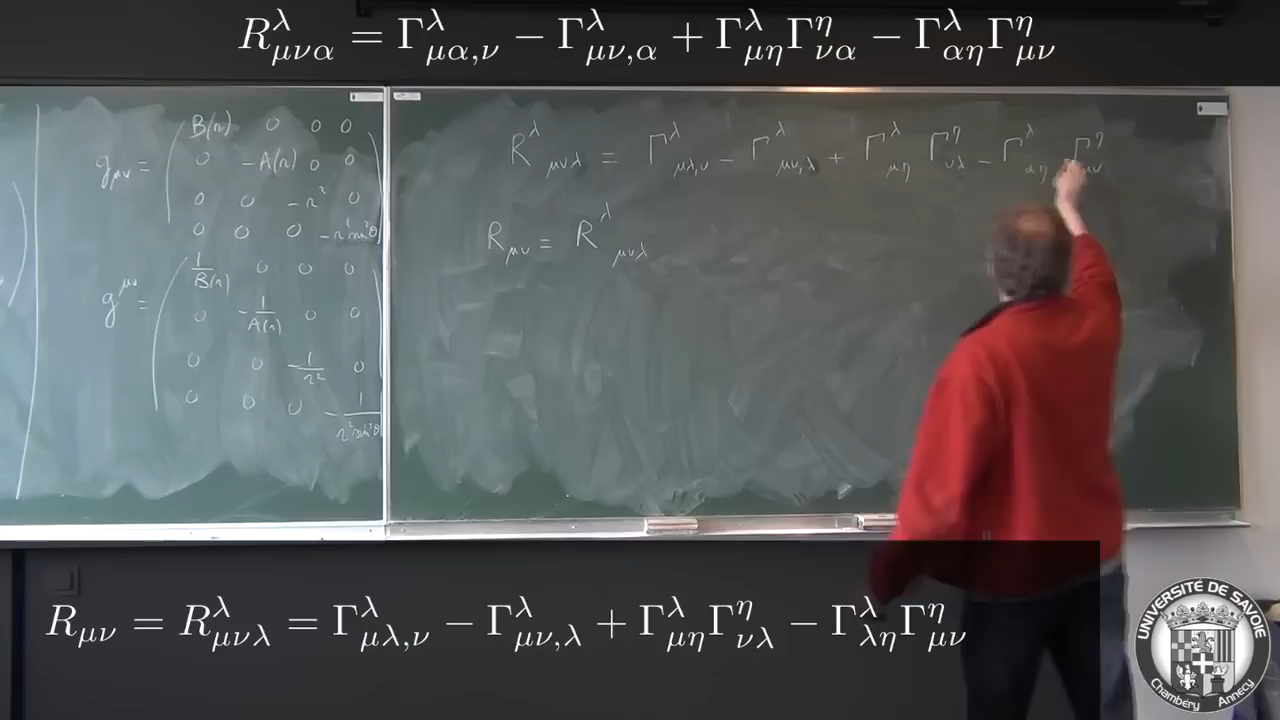 R^λ_{μνα} = Γ^λ_{μα,ν} − Γ^λ_{μν,α} + Γ^λ_{μη}Γ^η_{να} − Γ^λ_{αη}Γ^η_{μν}
g_{μν} =
B(r) 0 0 0
0 -A(r) 0 0
0 0 -r² 0
0 0 0 -r²sin²θ
g^{μν} =
1/B(r) 0 0 0
0 -1/A(r) 0 0
0 0 -1/r² 0
0 0 0 -1/r²sin²θ
R^λ_{μνλ} = Γ^λ_{μλ,ν} − Γ^λ_{μν,λ} + Γ^λ_{μη} Γ^η_{νλ} − Γ^λ_{αη} Γ^η_{μν}
R_{μν} = R^λ_{μνλ}
R_{μν} = R^λ_{μνλ} = Γ^λ_{μλ,ν} − Γ^λ_{μν,λ} + Γ^λ_{μη}Γ^η_{νλ} − Γ^λ_{λη}Γ^η_{μν}
UNIVERSITÉ DE SAVOIE
Chambéry Annecy